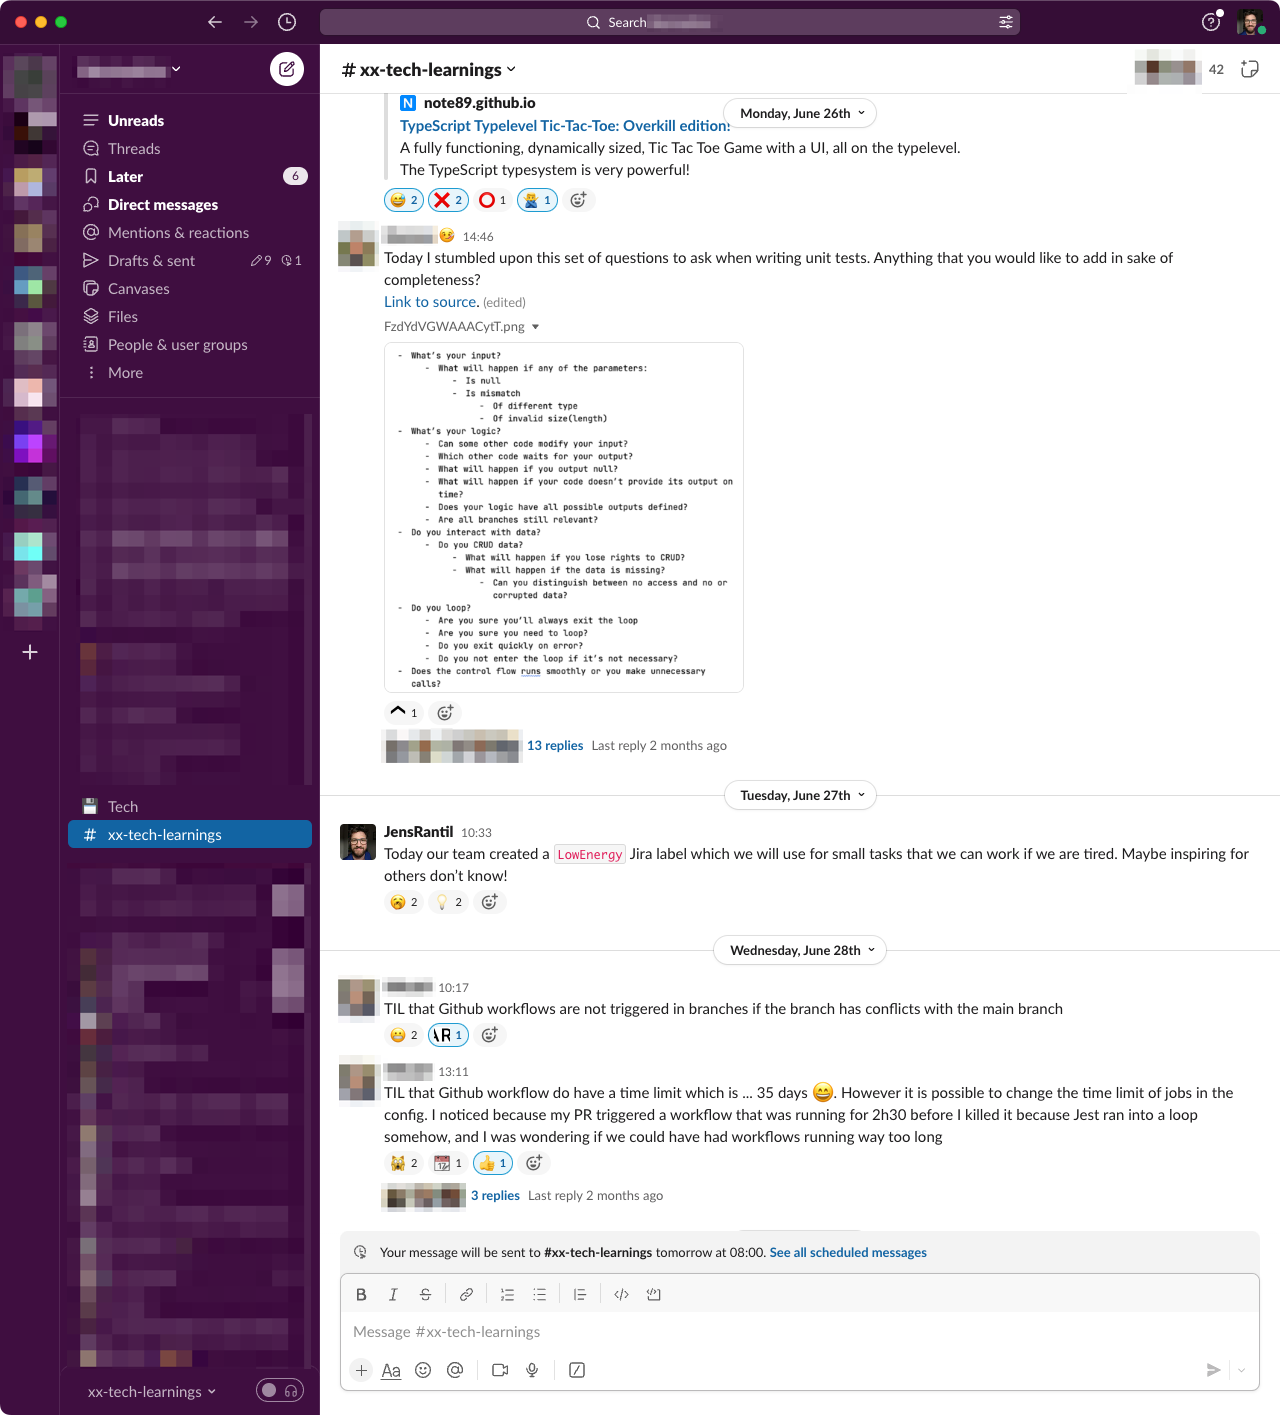 Search
# xx-tech-learnings
42
Unreads
Threads
Later 6
Direct messages
Mentions & reactions
Drafts & sent 9 1
Canvases
Files
People & user groups
More
Tech
# xx-tech-learnings
xx-tech-learnings
N note89.github.io
Monday, June 26th
TypeScript Typelevel Tic-Tac-Toe: Overkill edition!
A fully functioning, dynamically sized, Tic Tac Toe Game with a UI, all on the typelevel.
The TypeScript typesystem is very powerful!
2 2 1 1
14:46
Today I stumbled upon this set of questions to ask when writing unit tests. Anything that you would like to add in sake of
completeness?
Link to source. (edited)
FzdYdVGWAAACytT.png
- What's your input?
- What will happen if any of the parameters:
- Is null
- Is mismatch
- Of different type
- Of invalid size(length)
- What's your logic?
- Can some other code modify your input?
- Which other code waits for your output?
- What will happen if you output null?
- What will happen if your code doesn't provide its output on
time?
- Does your logic have all possible outputs defined?
- Are all branches still relevant?
- Do you interact with data?
- Do you CRUD data?
- What will happen if you lose rights to CRUD?
- What will happen if the data is missing?
- Can you distinguish between no access and no or
corrupted data?
- Do you loop?
- Are you sure you'll always exit the loop
- Are you sure you need to loop?
- Do you exit quickly on error?
- Do you not enter the loop if it's not necessary?
- Does the control flow runs smoothly or you make unnecessary
calls?
1
13 replies Last reply 2 months ago
Tuesday, June 27th
JensRantil 10:33
Today our team created a LowEnergy Jira label which we will use for small tasks that we can work if we are tired. Maybe inspiring for
others don't know!
2 2
Wednesday, June 28th
10:17
TIL that Github workflows are not triggered in branches if the branch has conflicts with the main branch
2 AR 1
13:11
TIL that Github workflow do have a time limit which is ... 35 days 😄. However it is possible to change the time limit of jobs in the
config. I noticed because my PR triggered a workflow that was running for 2h30 before I killed it because Jest ran into a loop
somehow, and I was wondering if we could have had workflows running way too long
2 1 1
3 replies Last reply 2 months ago
Your message will be sent to #xx-tech-learnings tomorrow at 08:00. See all scheduled messages
B I S
Message #xx-tech-learnings
Aa